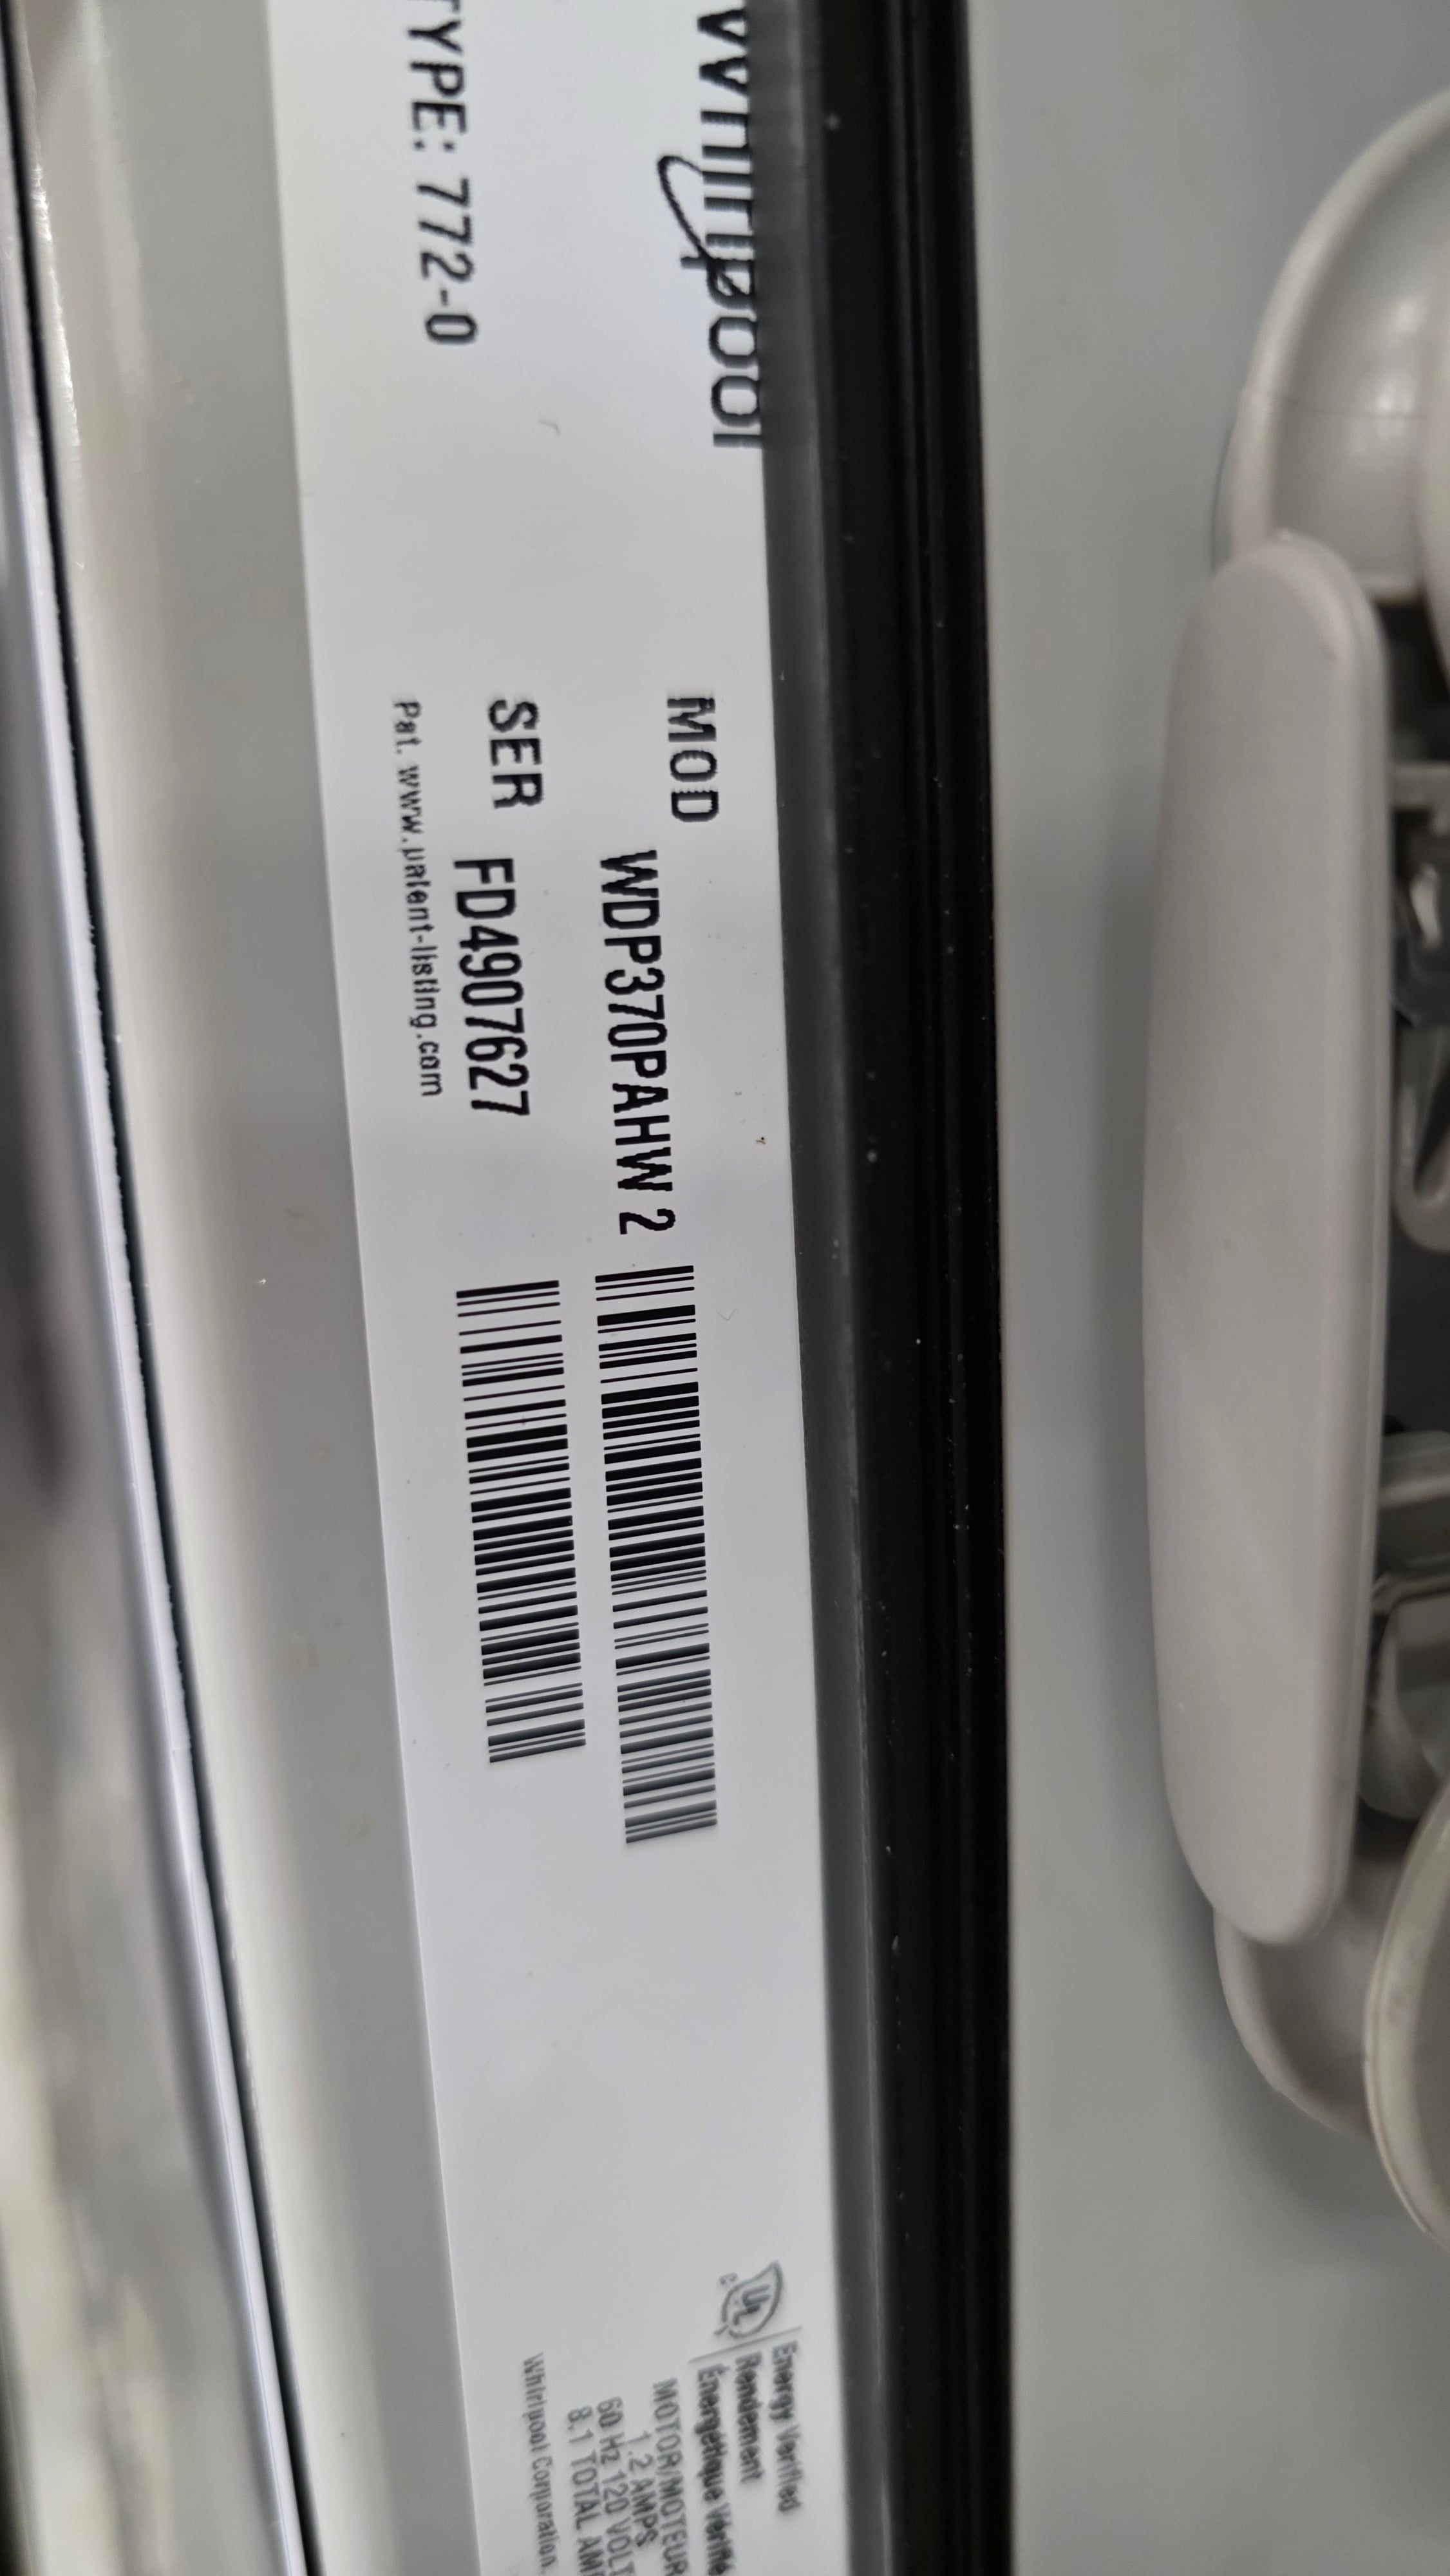 Whirlpool
TYPE: 772-0
MOD WDP370PAHW 2
SER FD4907627
Pat. www.patent-listing.com
UL
Energy Verified
Rendement
Énergétique Vérifié
MOTOR/MOTEUR
1.2 AMPS
60 Hz 120 VOLT
8.1 TOTAL AM
Whirlpool Corporation.